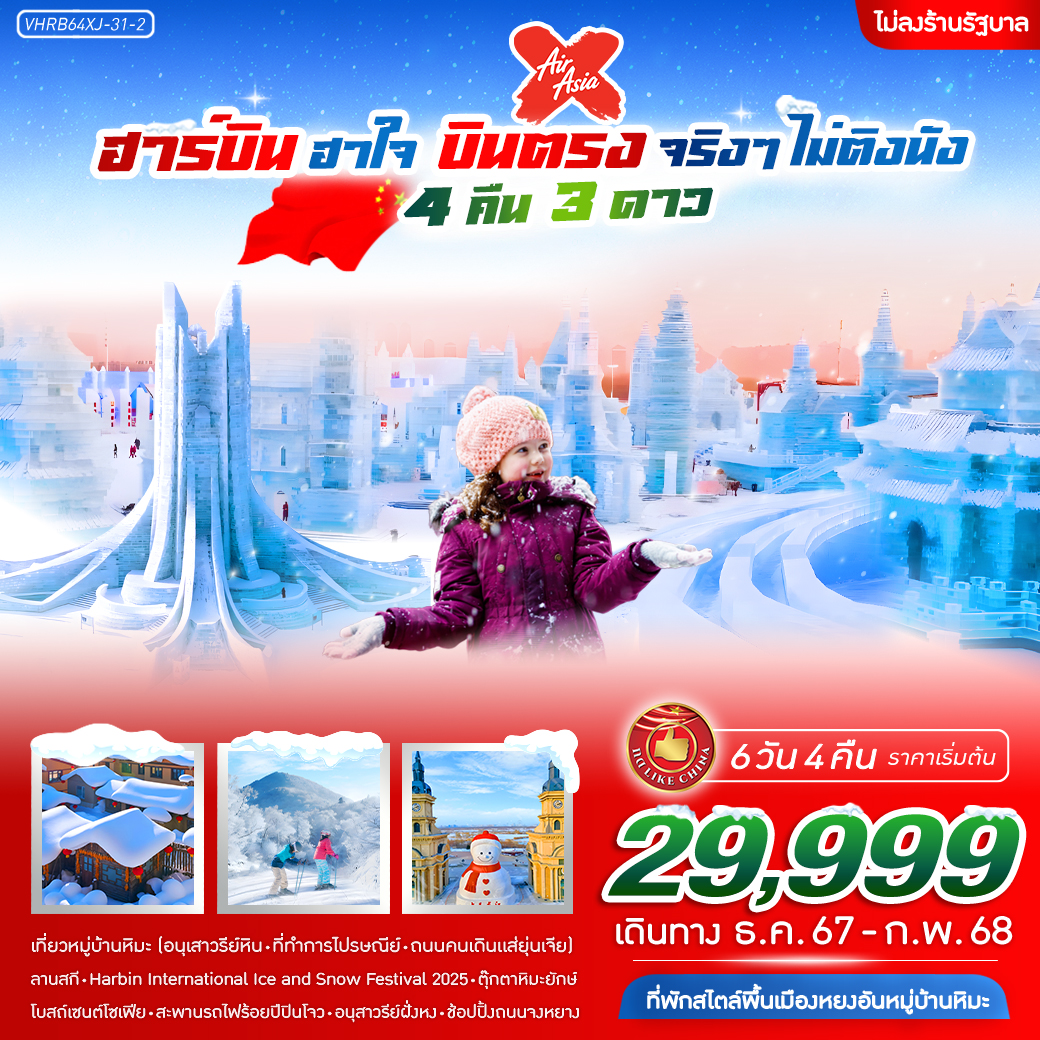 VHRB64XJ-31-2
ไม่ลงร้านรัฐบาล
Air
Asia
X
ฮาร์บิน ฮาใจ บินตรง จริงๆ ไม่ติงนัง
4 คืน 3 ดาว
กด LIKE CHINA
6 วัน 4 คืน ราคาเริ่มต้น
29,999
เดินทาง ธ.ค. 67 - ก.พ. 68
ที่พักสไตล์พื้นเมืองหยงอันหมู่บ้านหิมะ
เที่ยวหมู่บ้านหิมะ (อนุเสาวรีย์หิน • ที่ทำการไปรษณีย์ • ถนนคนเดินแส่ยุ่นเจีย)
ลานสกี • Harbin International Ice and Snow Festival 2025 • ตุ๊กตาหิมะยักษ์
โบสถ์เซนต์โซเฟีย • สะพานรถไฟร้อยปีปินโจว • อนุสาวรีย์ฝั่งหง • ช้อปปิ้งถนนจงหยาง